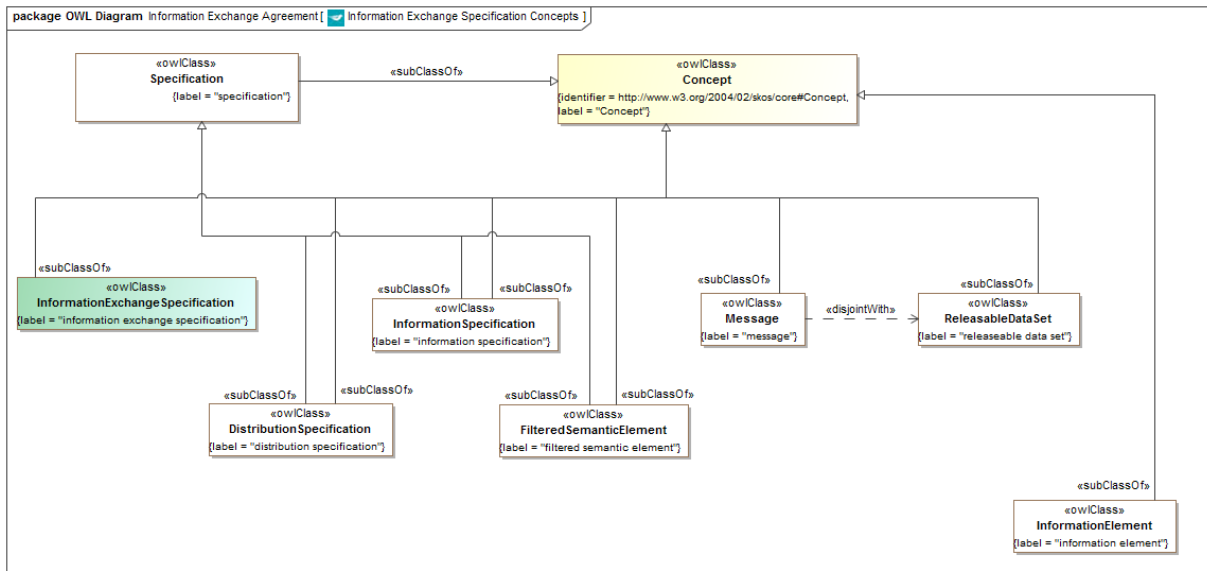 package OWL Diagram Information Exchange Agreement [ Information Exchange Specification Concepts ]
«owlClass»
Specification
{label = "specification"}
«subClassOf»
«owlClass»
Concept
{identifier = http://www.w3.org/2004/02/skos/core#Concept,
label = "Concept"}
«subClassOf»
«owlClass»
InformationExchangeSpecification
{label = "information exchange specification"}
«subClassOf»
«subClassOf»
«owlClass»
InformationSpecification
{label = "information specification"}
«subClassOf»
«owlClass»
Message
{label = "message"}
«disjointWith»
«subClassOf»
«owlClass»
ReleasableDataSet
{label = "releaseable data set"}
«subClassOf»
«subClassOf»
«owlClass»
DistributionSpecification
{label = "distribution specification"}
«subClassOf»
«subClassOf»
«owlClass»
FilteredSemanticElement
{label = "filtered semantic element"}
«subClassOf»
«owlClass»
InformationElement
{label = "information element"}